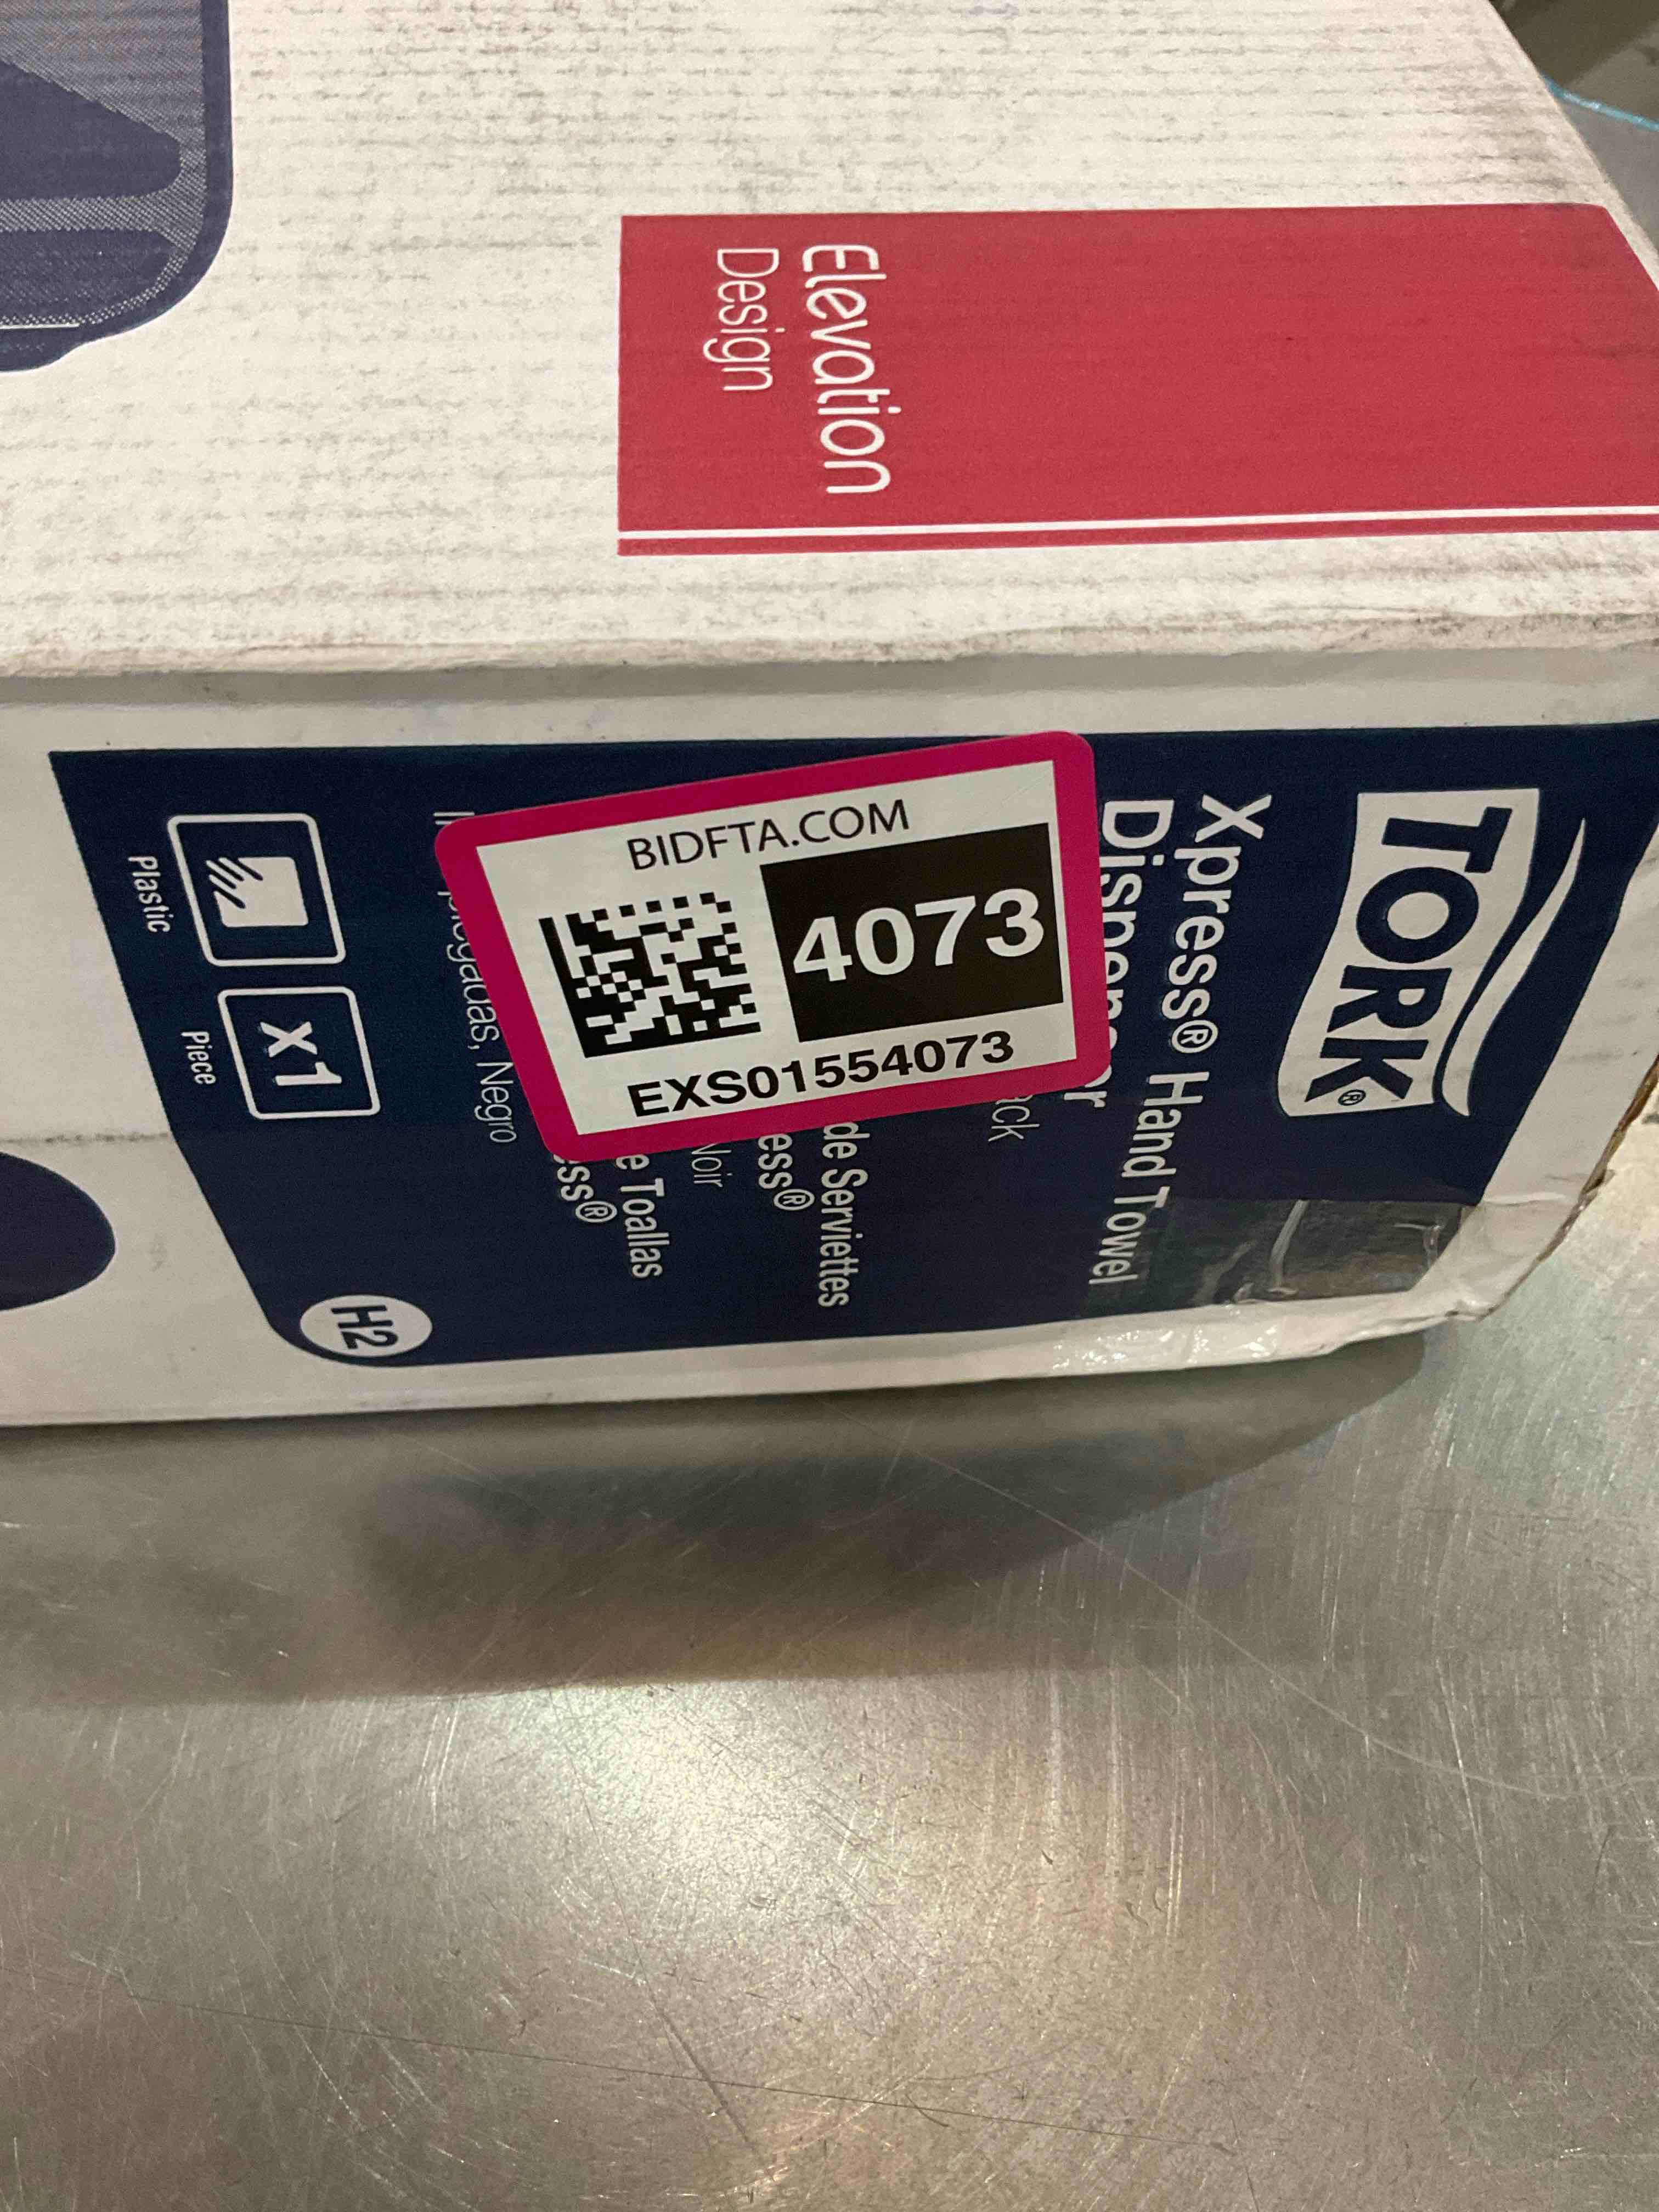 Elevation
Design
TORK®
Xpress® Hand Towel
Dispenser
de Serviettes
ess®
Noir
e Toallas
ess®
Negro
Plastic
X1
Piece
H2
BIDFTA.COM
4073
EXS01554073